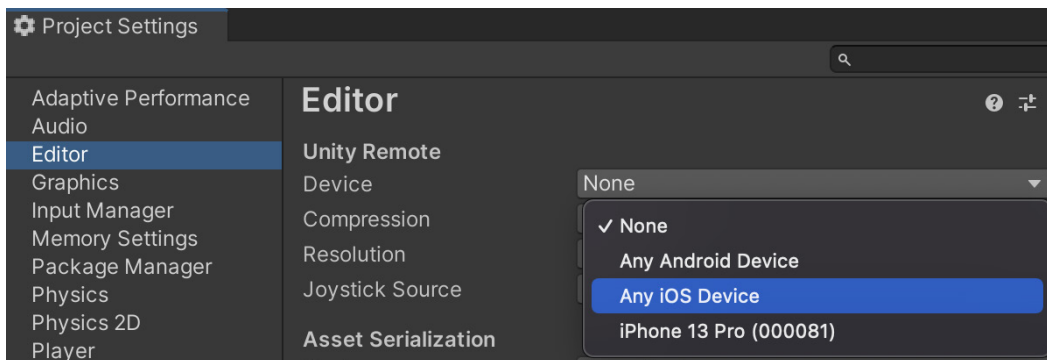 Project Settings
Adaptive Performance
Audio
Editor
Graphics
Input Manager
Memory Settings
Package Manager
Physics
Physics 2D
Player
Editor
Unity Remote
Device
None
Compression
Resolution
Joystick Source
Asset Serialization
None
Any Android Device
Any iOS Device
iPhone 13 Pro (000081)